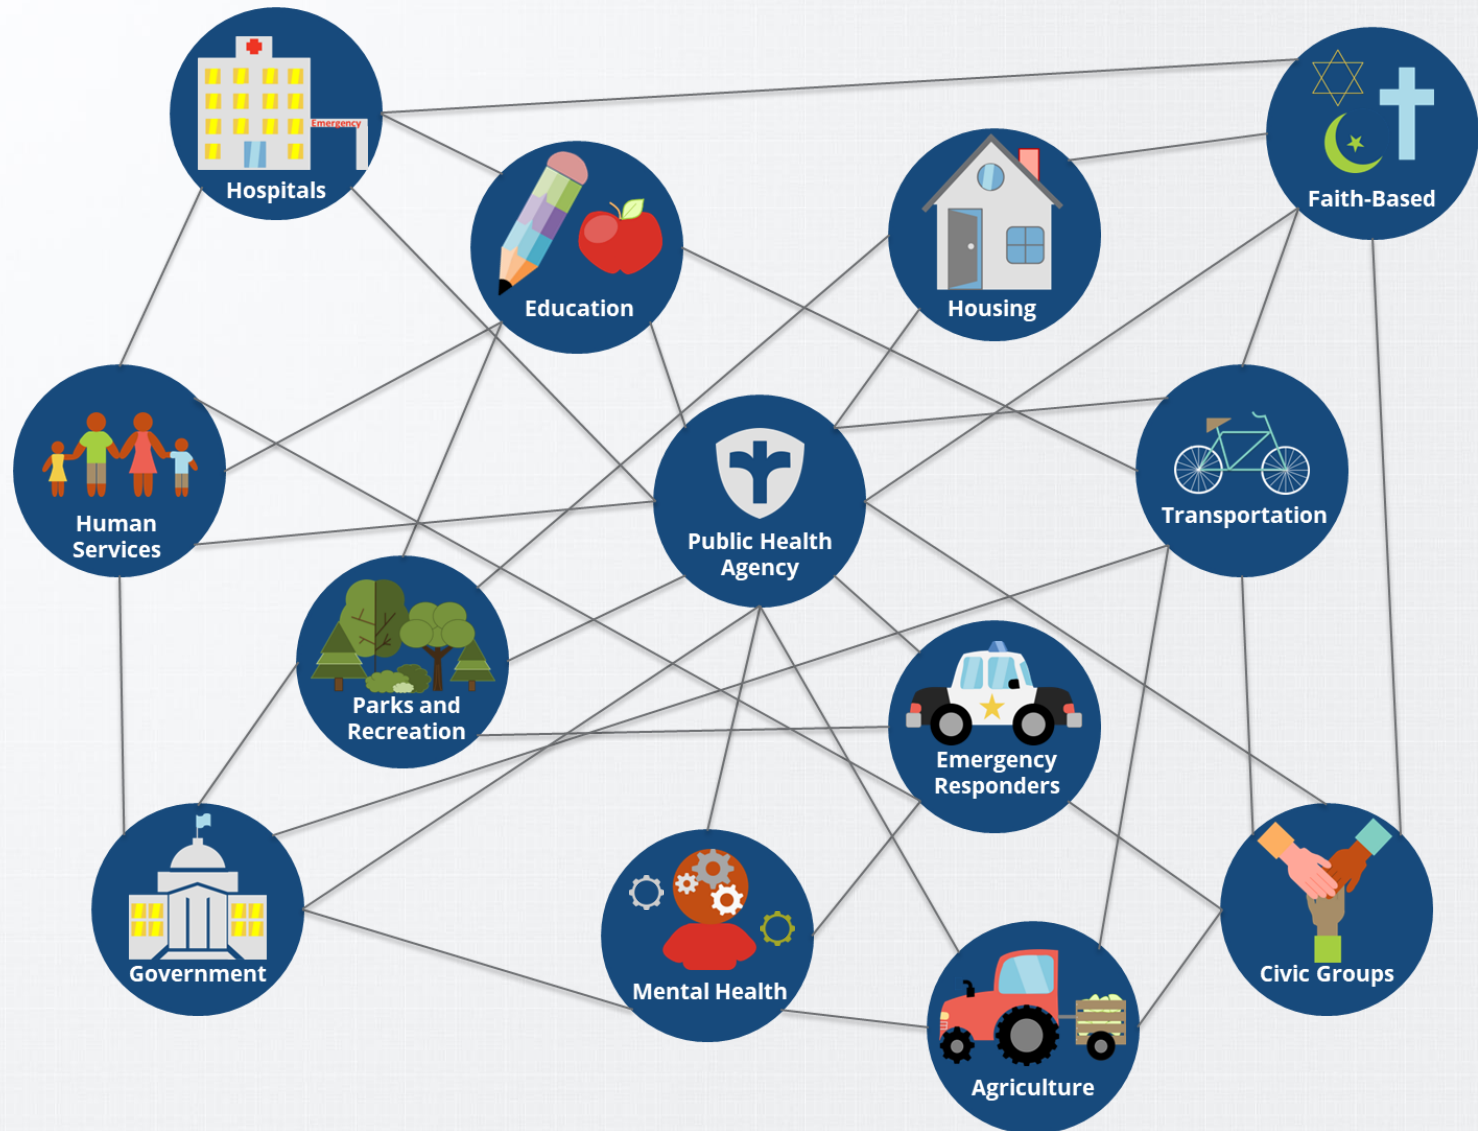 Emergency
Hospitals
Faith-Based
Education
Housing
Human
Services
Public Health
Agency
Transportation
Parks and
Recreation
Emergency
Responders
Government
Mental Health
Civic Groups
Agriculture